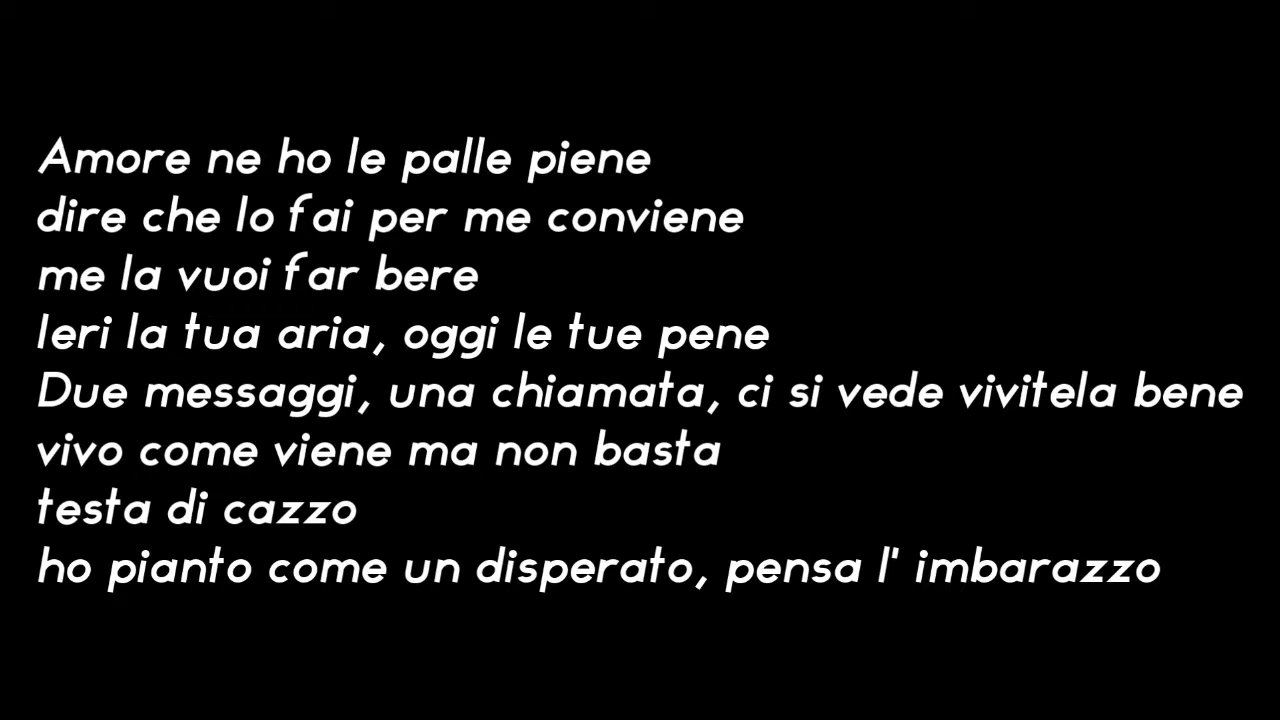 Amore ne ho le palle piene
dire che lo fai per me conviene
me la vuoi far bere
Ieri la tua aria, oggi le tue pene
Due messaggi, una chiamata, ci si vede vivitela bene
vivo come viene ma non basta
testa di cazzo
ho pianto come un disperato, pensa l' imbarazzo